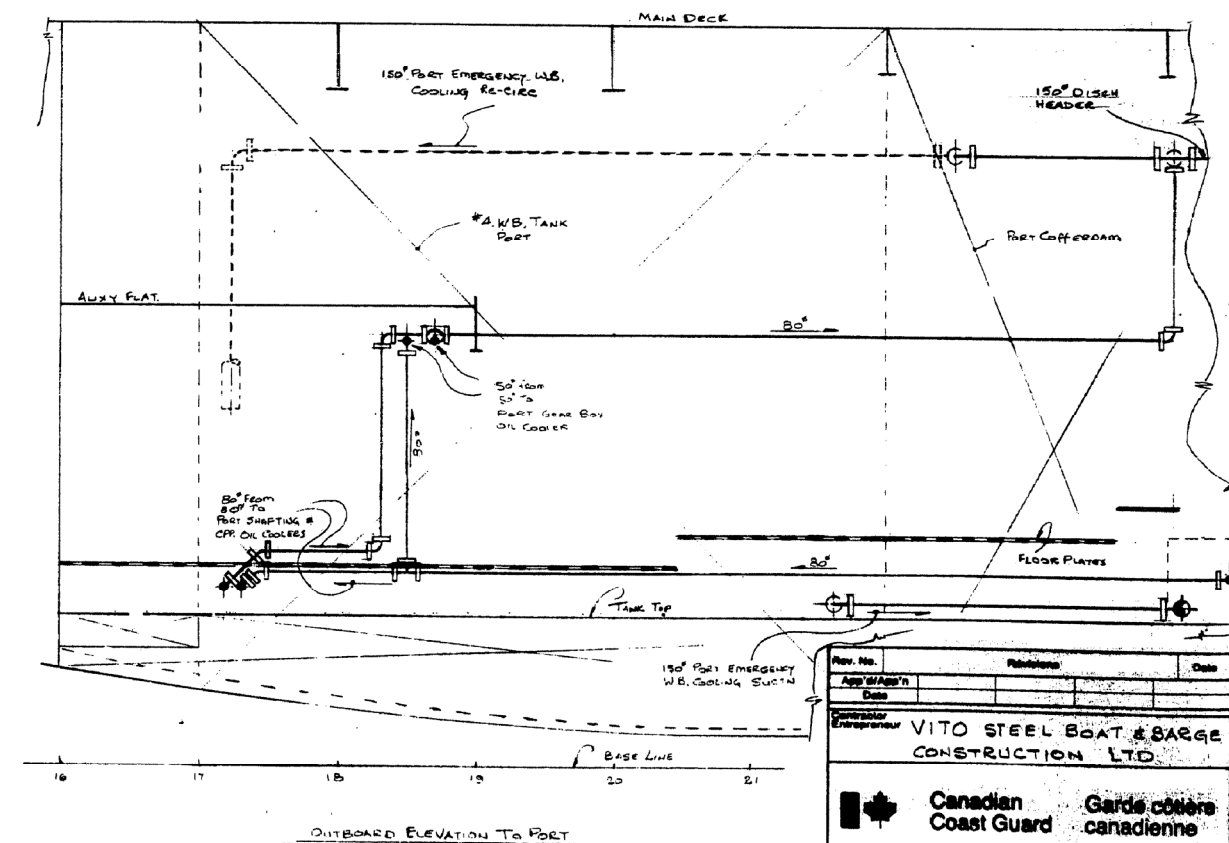 MAIN DECK
150ø PORT EMERGENCY W.B.
COOLING RE-CIRC
150ø DISCH
HEADER
#4 W.B. TANK
PORT
PORT COFFERDAM
AUXY FLAT.
80ø
50ø FROM
50ø TO
PORT GEAR BOX
OIL COOLER
80ø
80ø FROM
80ø TO
PORT SHAFTING &
CPP. OIL COOLERS
80ø
FLOOR PLATES
TANK TOP
150ø PORT EMERGENCY
W.B. COOLING SUCTN
Rev. No. Revisions Date
App'd/App'n
Date
Contractor
Entrepreneur
VITO STEEL BOAT & BARGE
CONSTRUCTION LTD
BASE LINE
16 17 18 19 20 21
Canadian
Coast Guard
Garde côtière
canadienne
OUTBOARD ELEVATION TO PORT